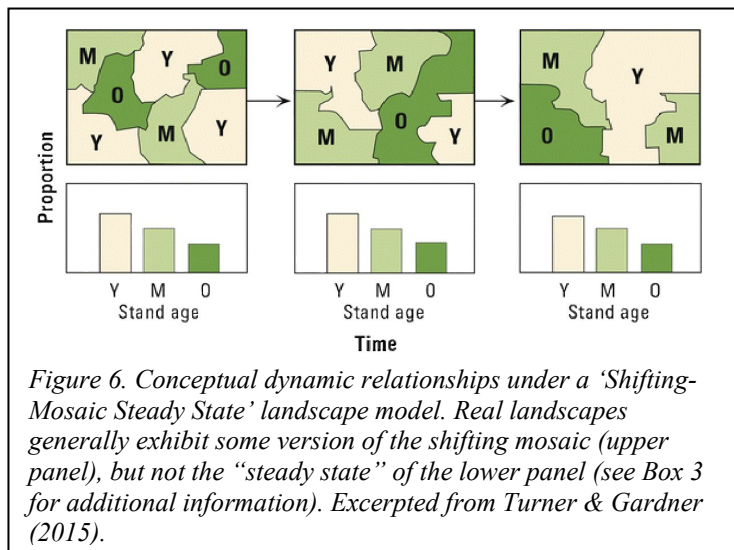 M Y O O Y M Y
Y M O M Y
M Y O M
Proportion
Y M O
Stand age
Y M O
Stand age
Y M O
Stand age
Time
Figure 6. Conceptual dynamic relationships under a ‘Shifting-
Mosaic Steady State’ landscape model. Real landscapes
generally exhibit some version of the shifting mosaic (upper
panel), but not the “steady state” of the lower panel (see Box 3
for additional information). Excerpted from Turner & Gardner
(2015).